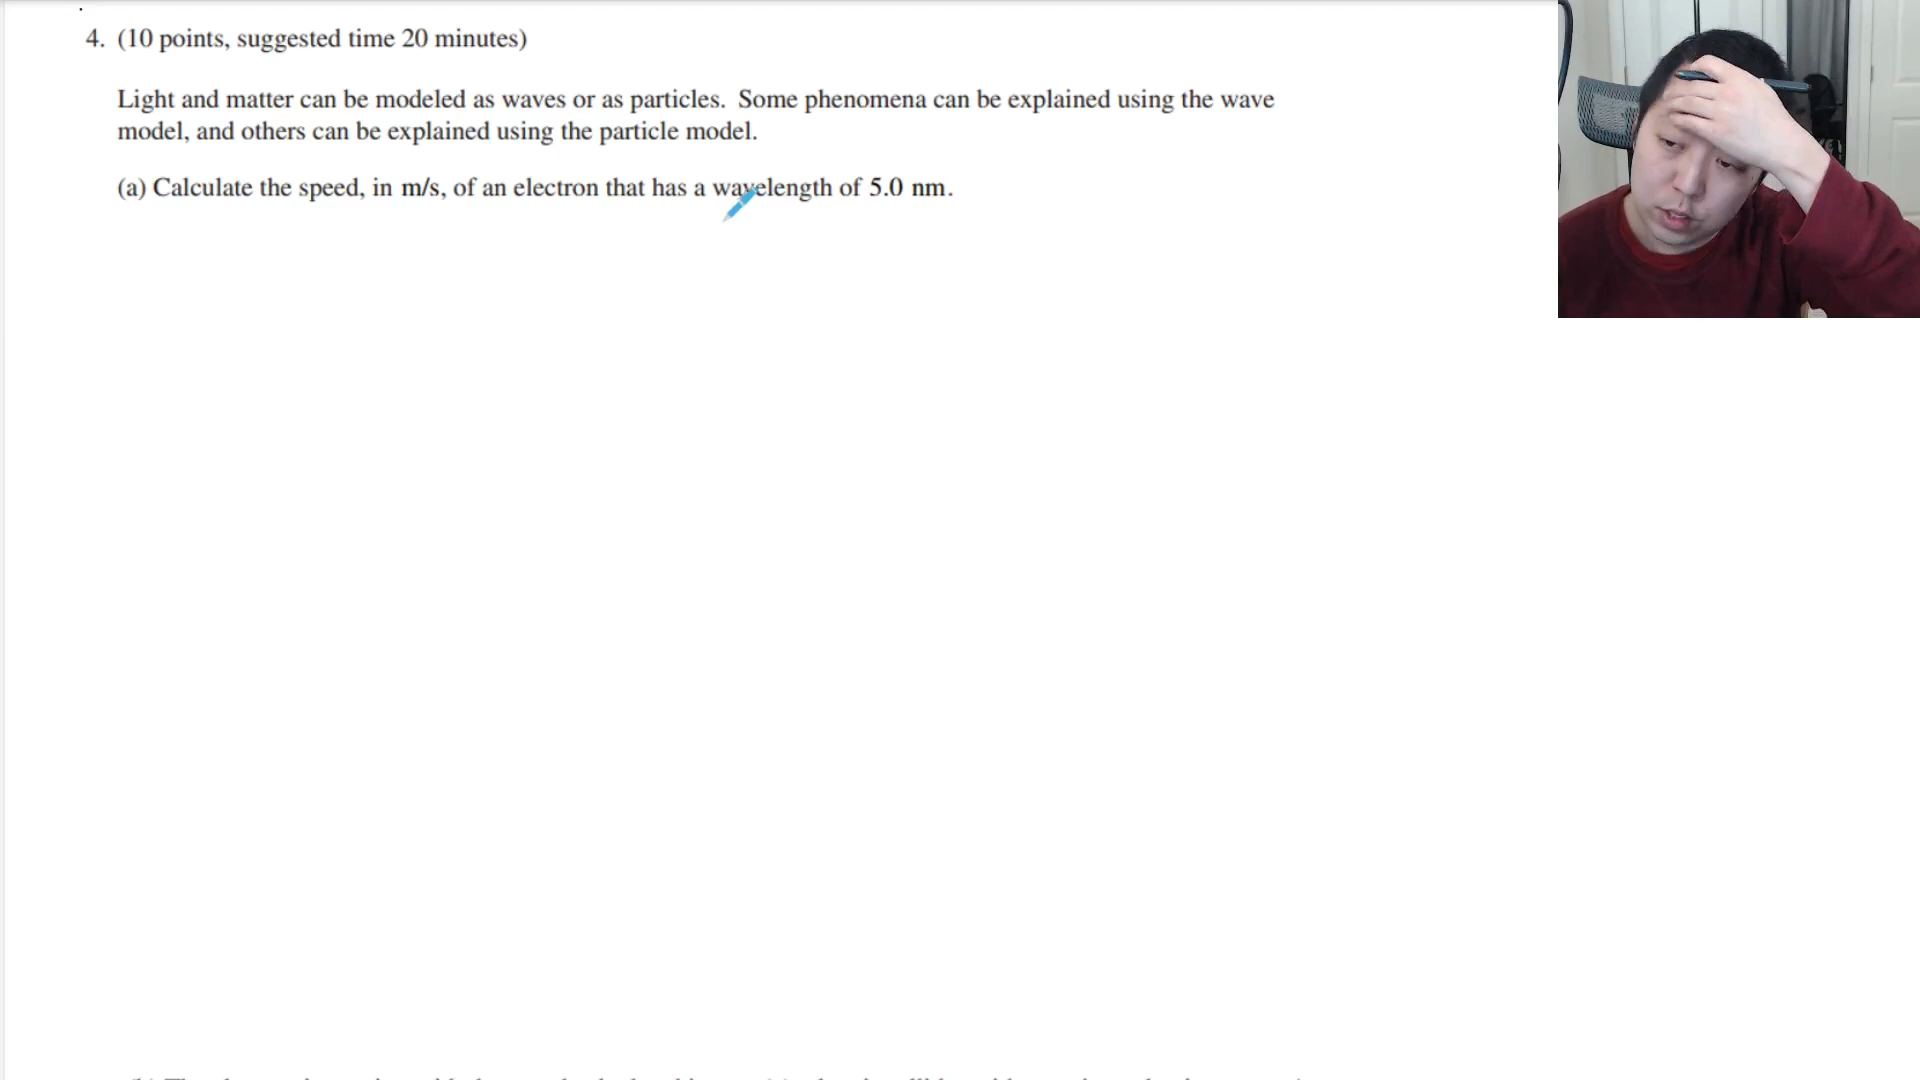 4. (10 points, suggested time 20 minutes)
Light and matter can be modeled as waves or as particles. Some phenomena can be explained using the wave
model, and others can be explained using the particle model.
(a) Calculate the speed, in m/s, of an electron that has a wavelength of 5.0 nm.